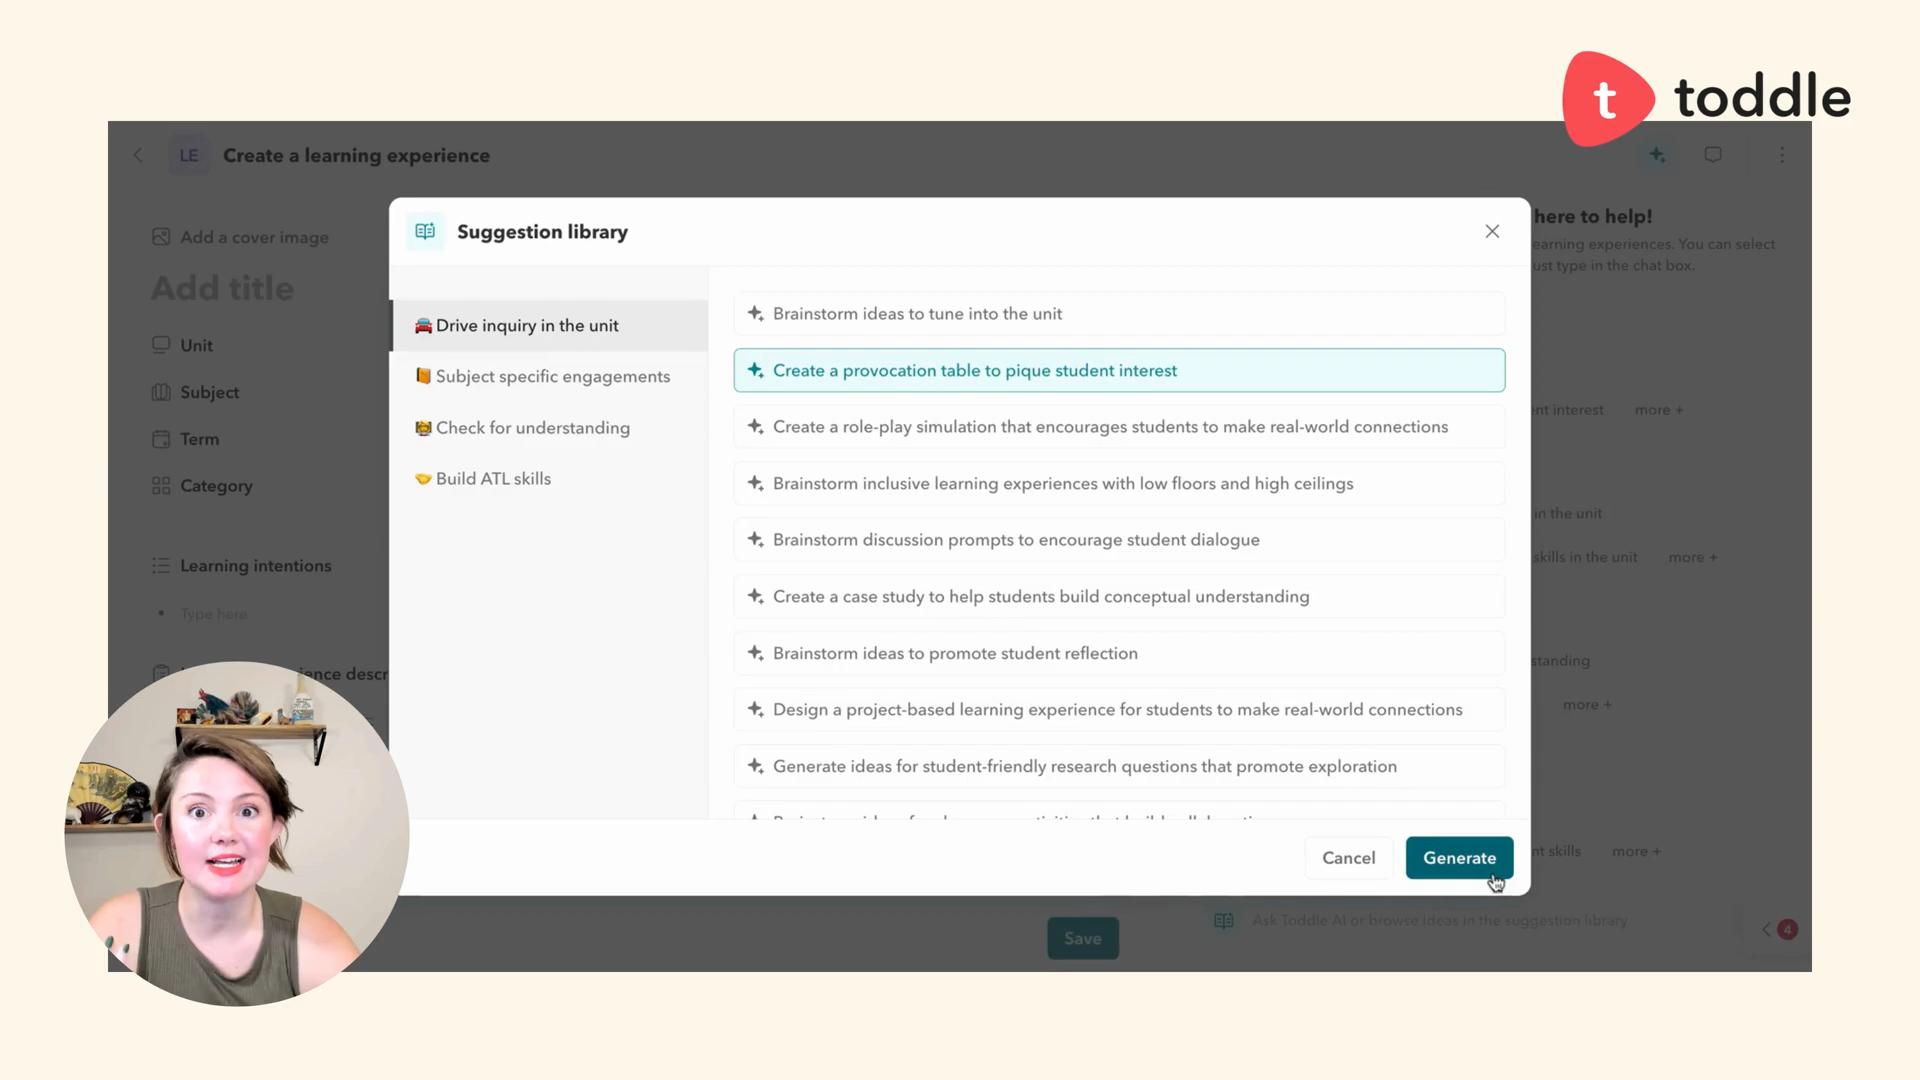 t toddle
LE Create a learning experience
Add a cover image
Add title
Unit
Subject
Term
Category
Learning intentions
Type here
ence descr
Suggestion library
Drive inquiry in the unit
Subject specific engagements
Check for understanding
Build ATL skills
Brainstorm ideas to tune into the unit
Create a provocation table to pique student interest
Create a role-play simulation that encourages students to make real-world connections
Brainstorm inclusive learning experiences with low floors and high ceilings
Brainstorm discussion prompts to encourage student dialogue
Create a case study to help students build conceptual understanding
Brainstorm ideas to promote student reflection
Design a project-based learning experience for students to make real-world connections
Generate ideas for student-friendly research questions that promote exploration
Cancel
Generate
here to help!
earning experiences. You can select
ust type in the chat box.
nt interest more +
in the unit
skills in the unit more +
standing
more +
nt skills more +
Save
Ask Toddle AI or browse ideas in the suggestion library
4